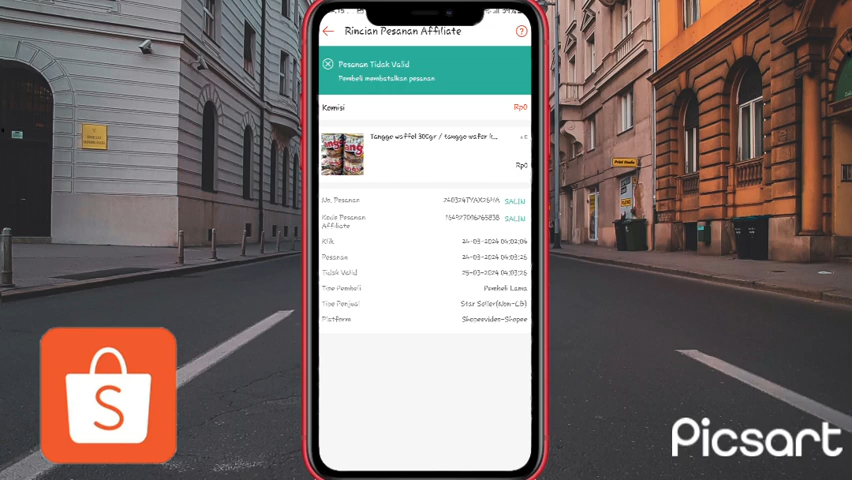 Rincian Pesanan Affiliate
Pesanan Tidak Valid
Pembeli membatalkan pesanan
Komisi Rp0
Tanggo waffel 300gr / tanggo wafer k...
Rp0
No. Pesanan SALIN
Kode Pesanan Affiliate SALIN
Klik 24-03-2024 04:02:06
Pesanan 24-03-2024 04:03:25
Tidak Valid 25-03-2024 04:03:25
Tipe Pembeli Pembeli Lama
Tipe Penjual Star Seller(Non-CB)
Platform Shopeevideo-Shopee
S
Picsart